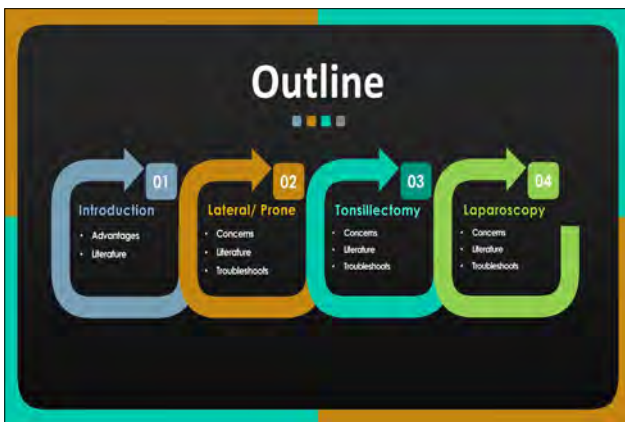 Outline
01
Introduction
• Advantages
• Literature
02
Lateral/ Prone
• Concerns
• Literature
• Troubleshoots
03
Tonsillectomy
• Concerns
• Literature
• Troubleshoots
04
Laparoscopy
• Concerns
• Literature
• Troubleshoots